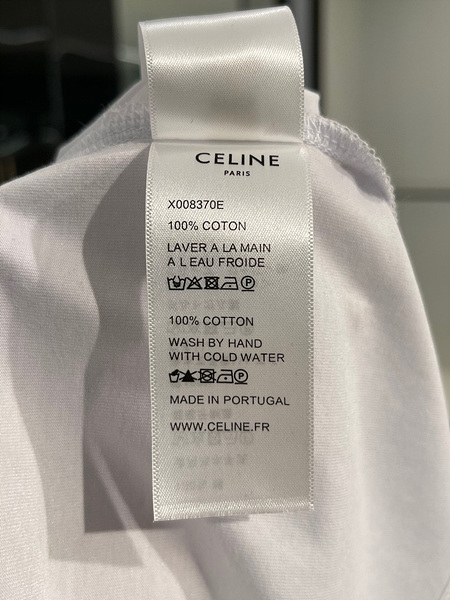 CELINE
PARIS
X008370E
100% COTON
LAVER A LA MAIN
A L EAU FROIDE
100% COTTON
WASH BY HAND
WITH COLD WATER
MADE IN PORTUGAL
WWW.CELINE.FR